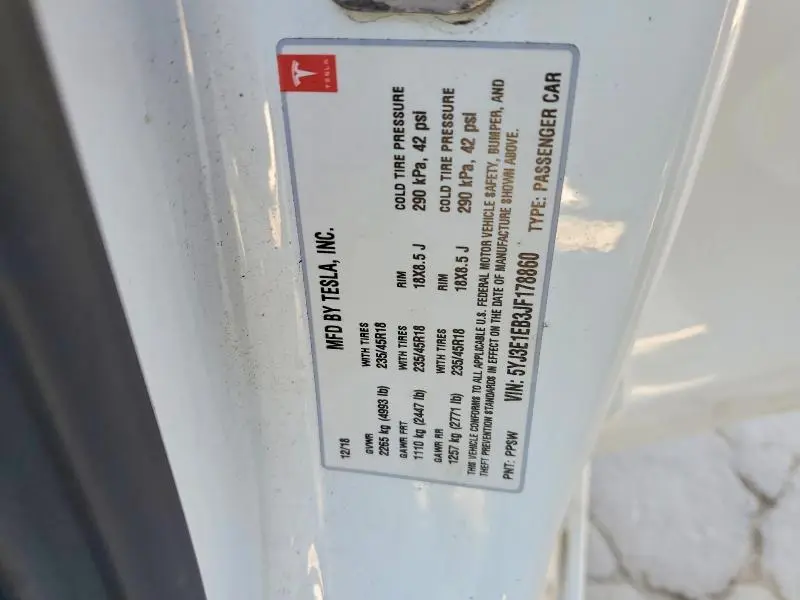 TESLA
MFD BY TESLA, INC.
12/18
GVWR WITH TIRES
2265 kg (4993 lb) 235/45R18
GAWR FRT WITH TIRES RIM COLD TIRE PRESSURE
1110 kg (2447 lb) 235/45R18 18X8.5 J 290 kPa, 42 psi
GAWR RR WITH TIRES RIM COLD TIRE PRESSURE
1257 kg (2771 lb) 235/45R18 18X8.5 J 290 kPa, 42 psi
THIS VEHICLE CONFORMS TO ALL APPLICABLE U.S. FEDERAL MOTOR VEHICLE SAFETY, BUMPER, AND
THEFT PREVENTION STANDARDS IN EFFECT ON THE DATE OF MANUFACTURE SHOWN ABOVE.
PNT: PPSW VIN: 5YJ3E1EB3JF178860 TYPE: PASSENGER CAR